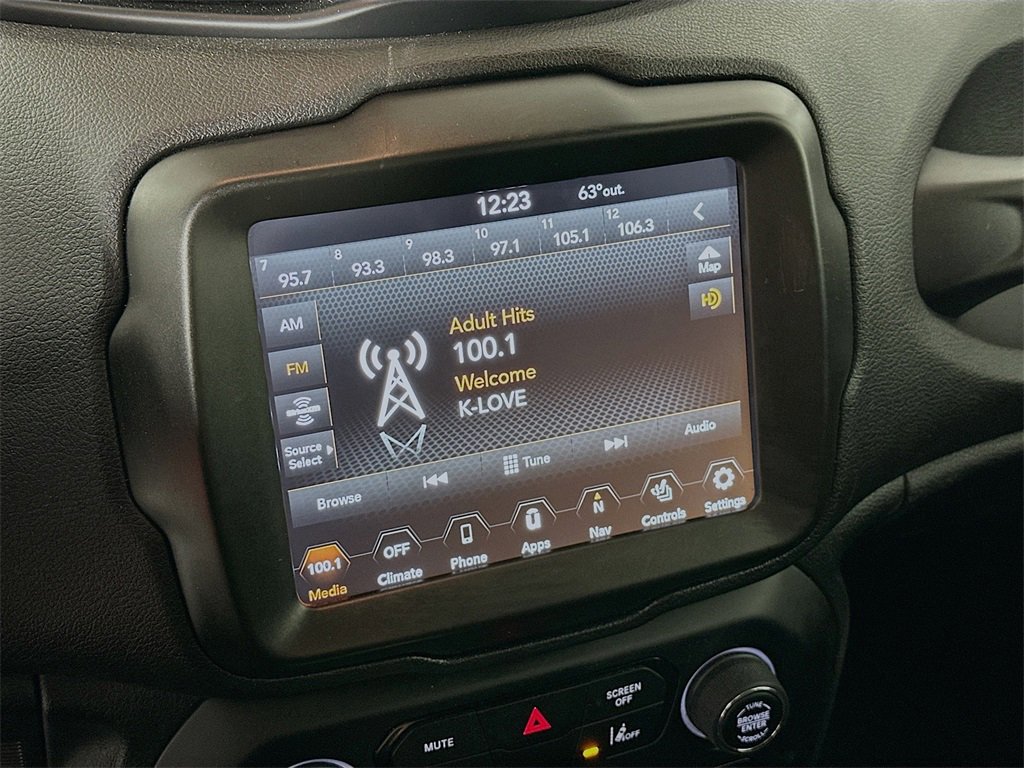 12:23 63°out.
7 8 9 10 11 12
95.7 93.3 98.3 97.1 105.1 106.3
Map
HD
AM
FM
SiriusXM
Source
Select
Adult Hits
100.1
Welcome
K-LOVE
Browse Tune Audio
100.1 OFF N
Media Climate Phone Apps Nav Controls Settings
MUTE
SCREEN
OFF
OFF
TUNE
BROWSE
ENTER
SCROLL